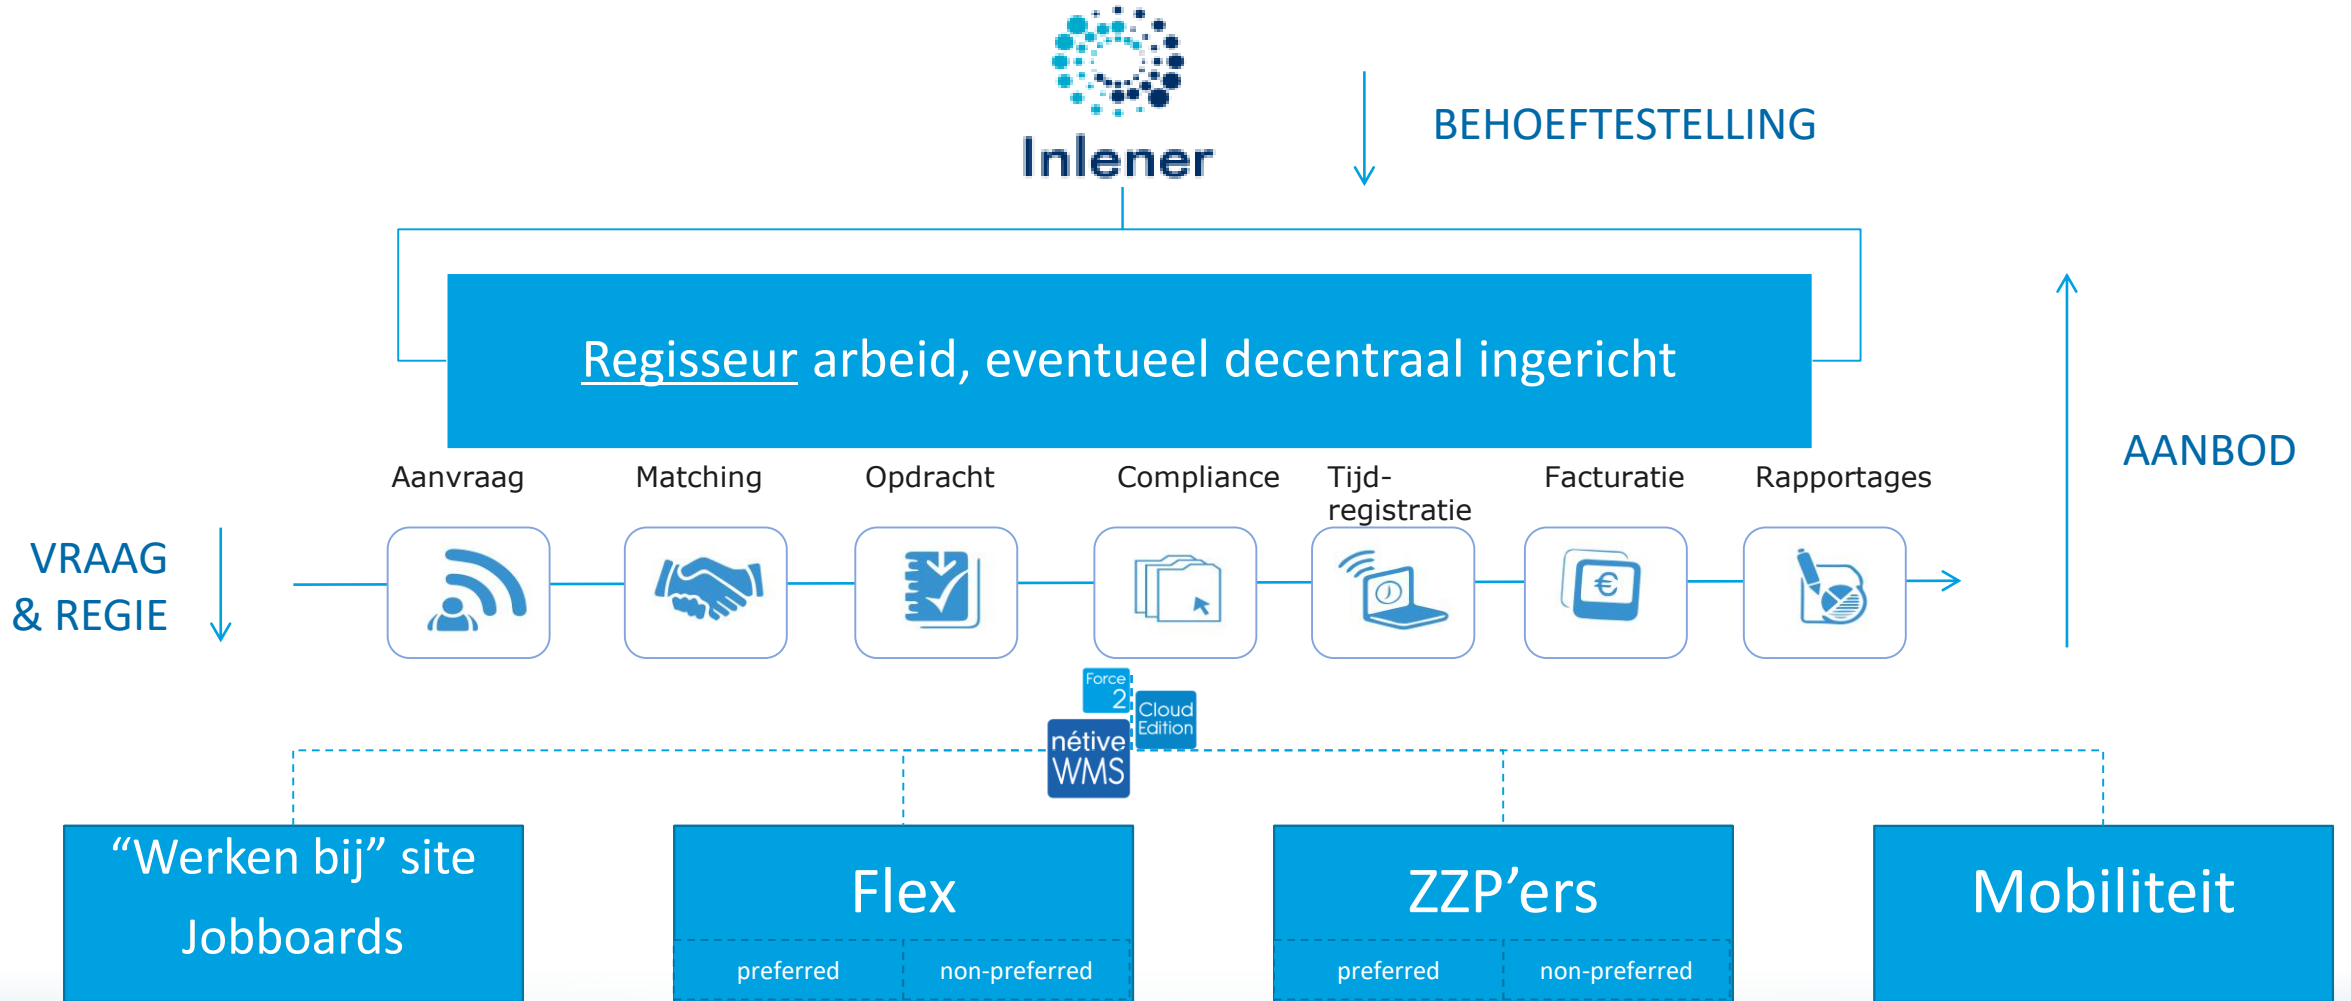 Inlener
BEHOEFTESTELLING
Regisseur arbeid, eventueel decentraal ingericht
AANBOD
Aanvraag
Matching
Opdracht
Compliance
Tijd-
registratie
Facturatie
Rapportages
VRAAG
& REGIE
€
Force
2
Cloud
Edition
nétive
WMS
“Werken bij” site
Jobboards
Flex
preferred
non-preferred
ZZP’ers
preferred
non-preferred
Mobiliteit